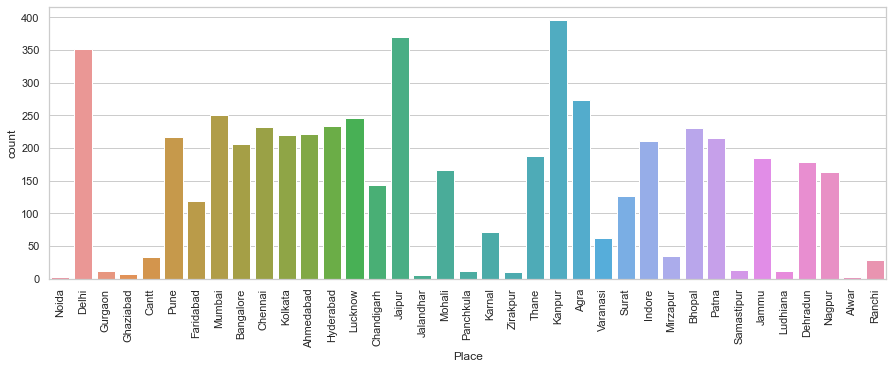 400
350
300
250
200
150
100
50
0
count
Noida
Delhi
Gurgaon
Ghaziabad
Cantt
Pune
Faridabad
Mumbai
Bangalore
Chennai
Kolkata
Ahmedabad
Hyderabad
Lucknow
Chandigarh
Jaipur
Jalandhar
Mohali
Panchkula
Karnal
Zirakpur
Thane
Kanpur
Agra
Varanasi
Surat
Indore
Mirzapur
Bhopal
Patna
Samastipur
Jammu
Ludhiana
Dehradun
Nagpur
Alwar
Ranchi
Place